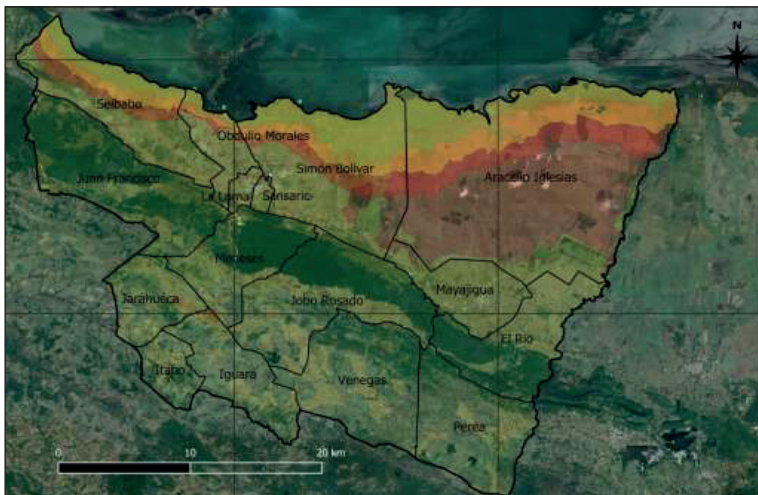 N
Seibabo
Obdulio Morales
Simón Bolívar
Juan Francisco
Aracelio Iglesias
La Loma
Sansaric
Meneses
Mayajigua
Jarahueca
Jobo Rosado
El Río
Itabo
Iguará
Venegas
Perea
0 10 20 km